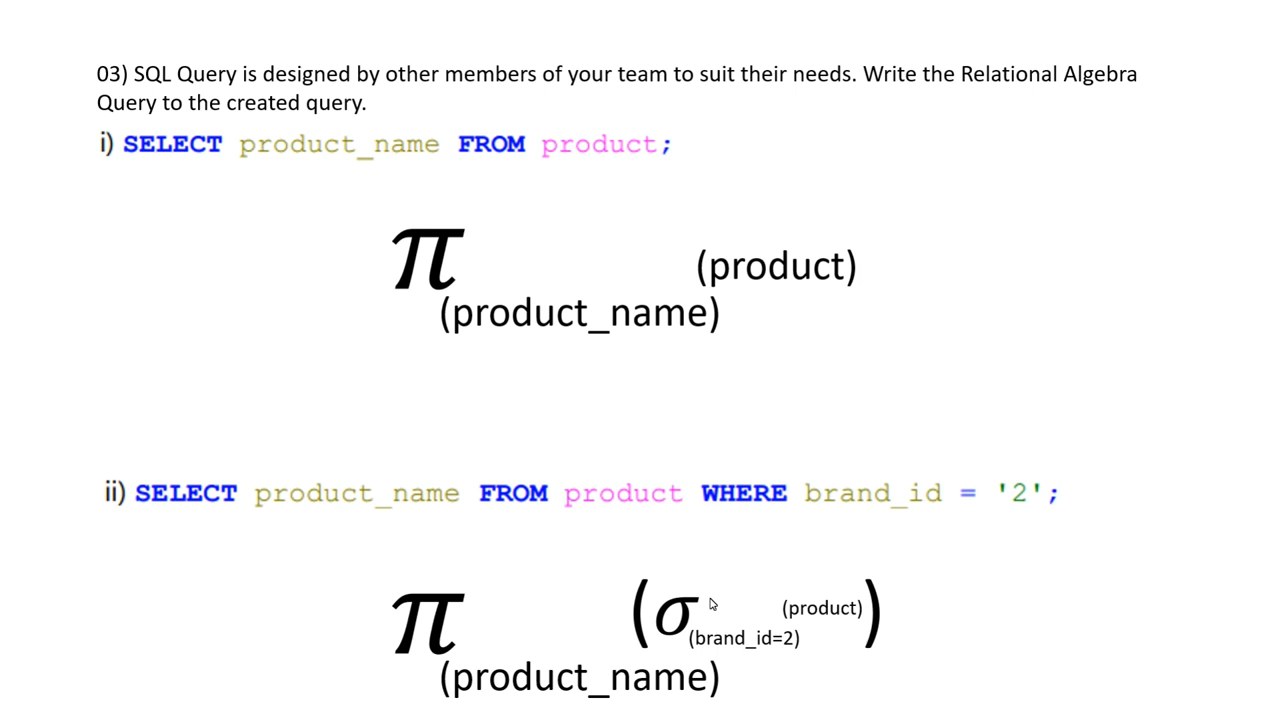 03) SQL Query is designed by other members of your team to suit their needs. Write the Relational Algebra
Query to the created query.
i) SELECT product_name FROM product;
π (product)
(product_name)
ii) SELECT product_name FROM product WHERE brand_id = '2';
π (σ (product))
(brand_id=2)
(product_name)